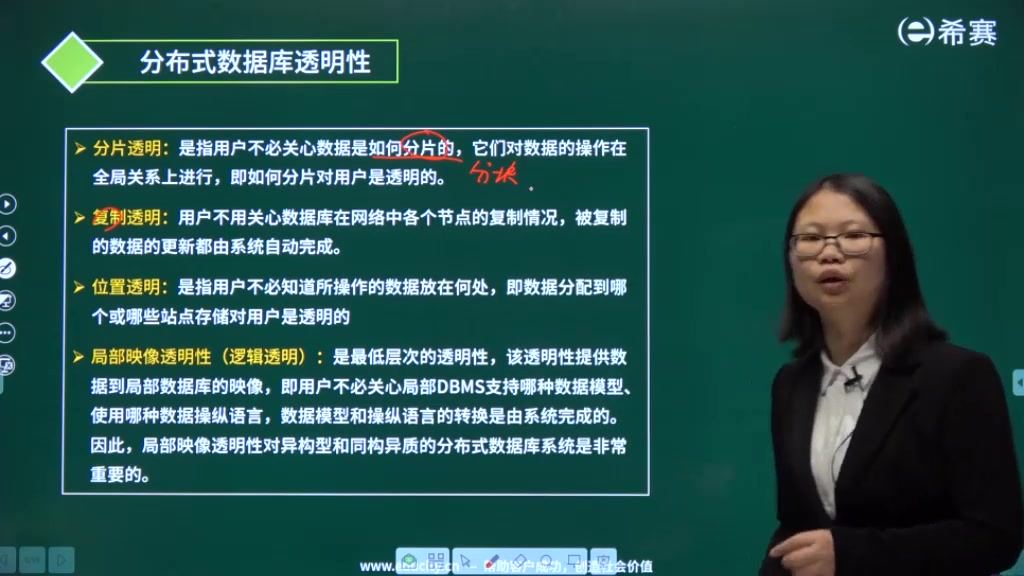 希赛
分布式数据库透明性
分片透明：是指用户不必关心数据是如何分片的，它们对数据的操作在
全局关系上进行，即如何分片对用户是透明的。
分块
复制透明：用户不用关心数据库在网络中各个节点的复制情况，被复制
的数据的更新都由系统自动完成。
位置透明：是指用户不必知道所操作的数据放在何处，即数据分配到哪
个或哪些站点存储对用户是透明的
局部映像透明性（逻辑透明）：是最低层次的透明性，该透明性提供数
据到局部数据库的映像，即用户不必关心局部DBMS支持哪种数据模型、
使用哪种数据操纵语言，数据模型和操纵语言的转换是由系统完成的。
因此，局部映像透明性对异构型和同构异质的分布式数据库系统是非常
重要的。
成功，创造社会价值